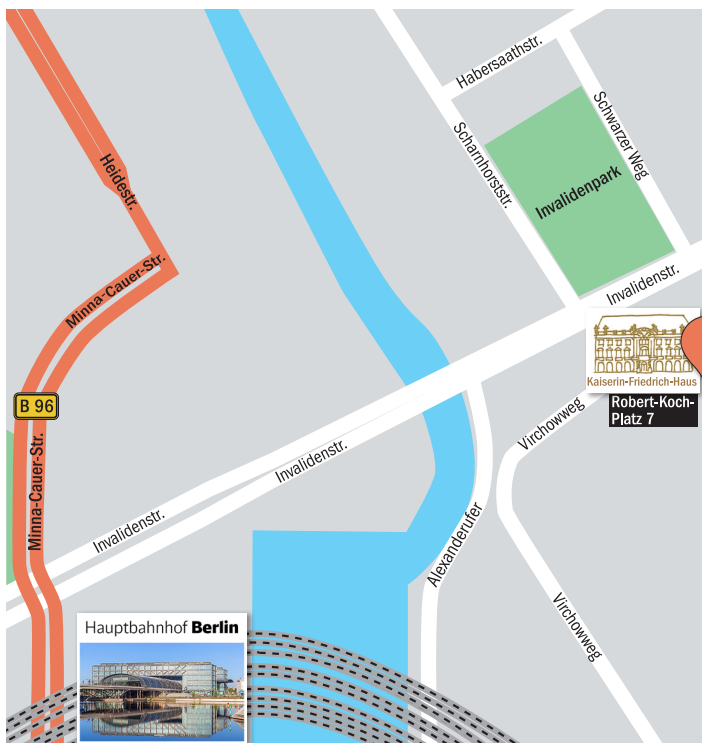 Habersaathstr.
Schwarzer Weg
Scharnhorststr.
Invalidenpark
Heidestr.
Minna-Cauer-Str.
Invalidenstr.
Kaiserin-Friedrich-Haus
Robert-Koch-
Platz 7
B 96
Virchowweg
Minna-Cauer-Str.
Invalidenstr.
Invalidenstr.
Alexanderufer
Virchowweg
Hauptbahnhof Berlin